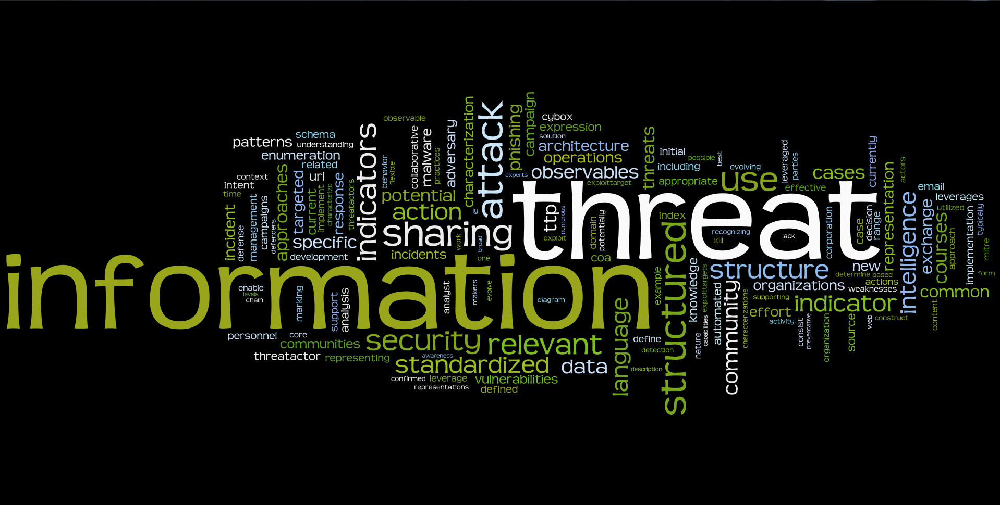 observable
schema
patterns
understanding
enumeration
related
context
url
intent
time
incident
defense
management
campaigns
defenders
approaches
targeted
current
implement
characterize
response
threatactors
specific
development
indicators
behavior
flexible
collaborative
malware
practices
adversary
characterization
attack
phishing
campaign
cybox
expression
solution
architecture
operations
observables
experts
exploittarget
threats
potential
action
ly
sharing
incidents
work
broad
one
threat
ttp
numerous
exploit
domain
potentially
coa
index
initial
possible
best
including
evolving
appropriate
use
leveraged
parties
effective
cases
currently
actors
representation
recognizing
Kill
lack
corporation
case
decision
range
intelligence
email
leverages
exchange
utilized
courses
approach
implementation
typically
mitre
form
information
enable
levels
chain
marking
support
analysis
analyst
makers
evolve
diagram
example
structured
knowledge
exploittargets
structure
new
determine
based
actions
organizations
weaknesses
common
automated
community
characterizations
supporting
indicator
effort
activity
consist
preventative
organization
source
web
construct
content
capabilities
nature
personnel
core
communities
threatactor
representing
security
relevant
awareness
standardized
data
language
define
detection
description
confirmed
leverage
vulnerabilities
representations
defined